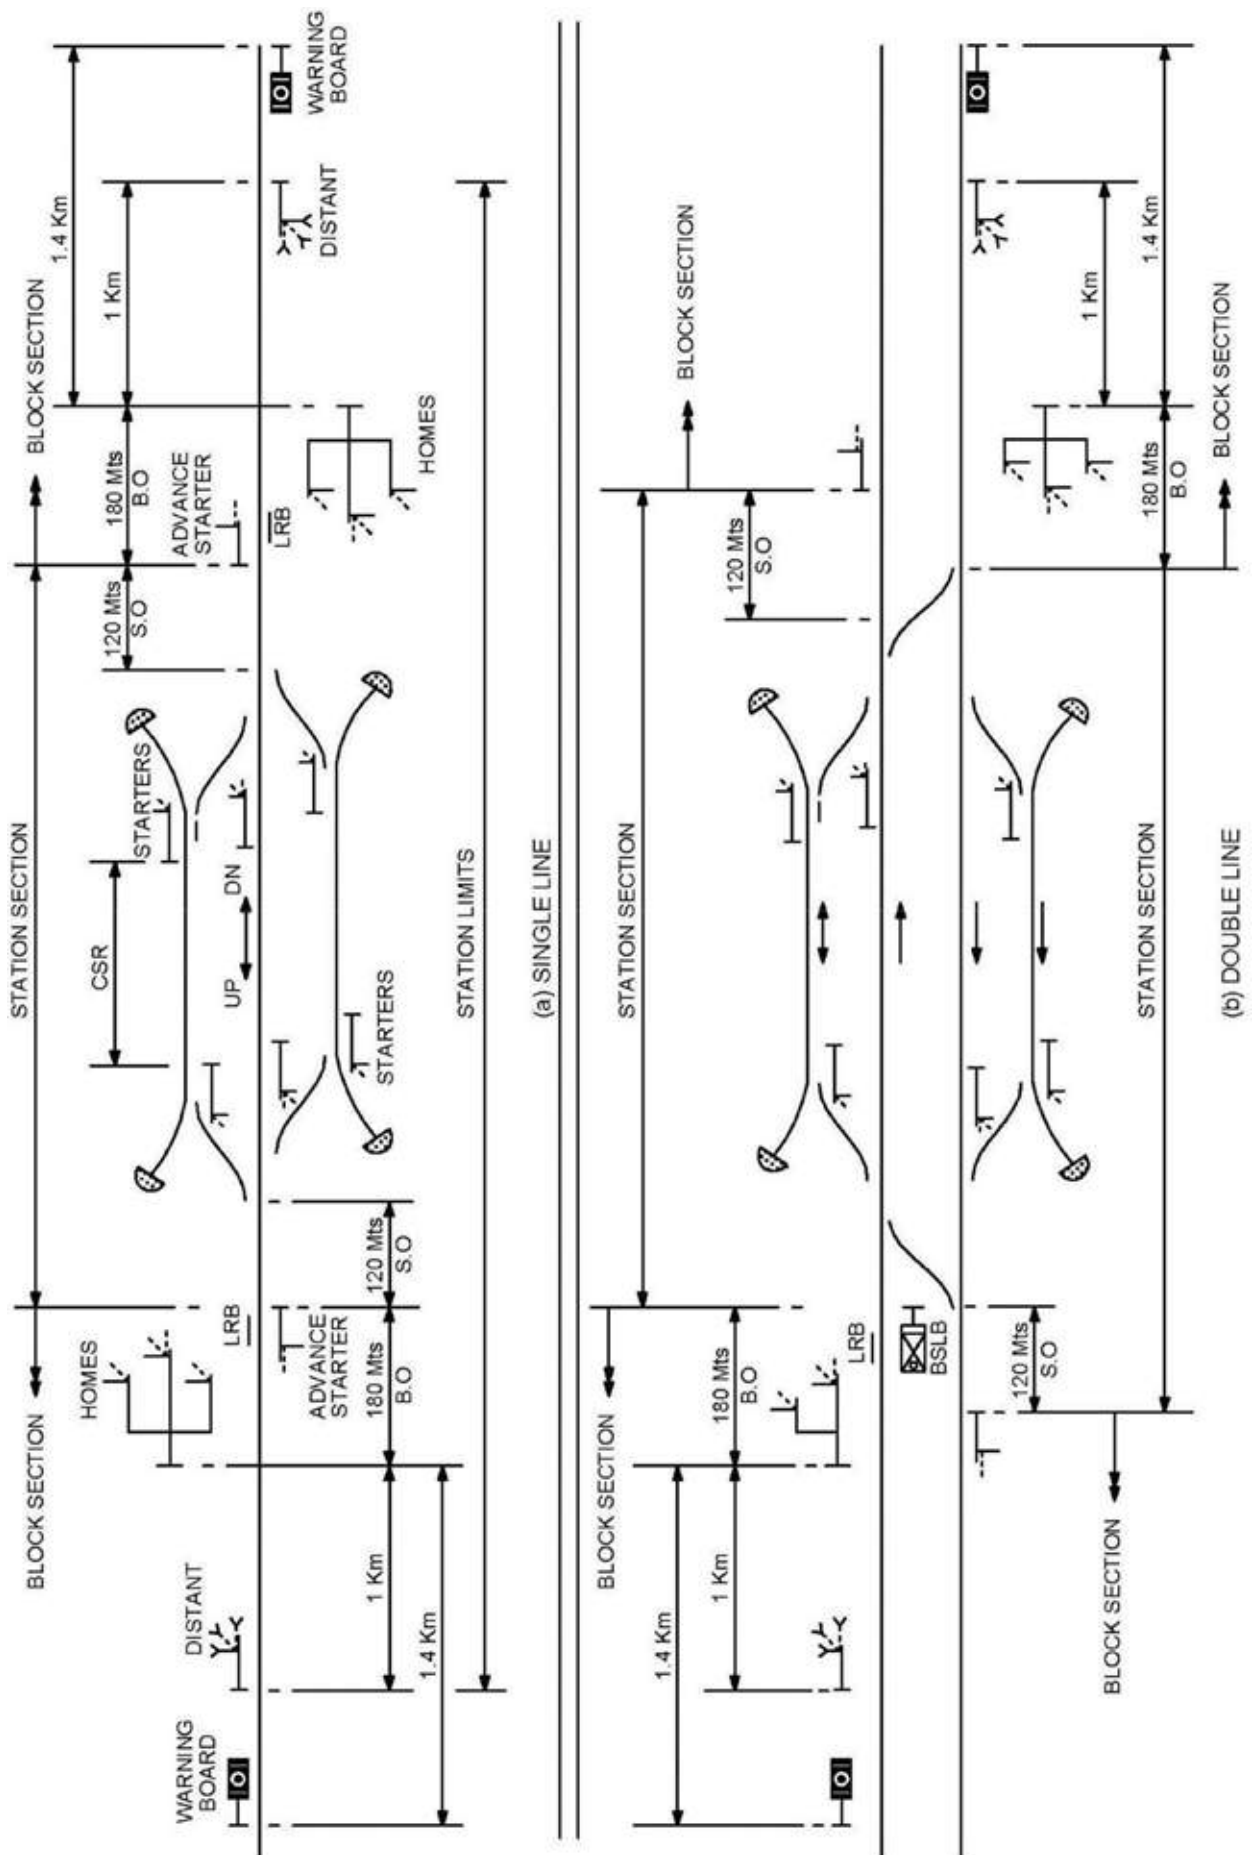 STATION SECTION
BLOCK SECTION
BLOCK SECTION
1.4 Km
1 Km
180 Mts
B.O
120 Mts
S.O
CSR
HOMES
STARTERS
ADVANCE
STARTER
WARNING
BOARD
DISTANT
LRB
UP
DN
LRB
ADVANCE
STARTER
STARTERS
HOMES
DISTANT
WARNING
BOARD
120 Mts
S.O
180 Mts
B.O
1 Km
1.4 Km
STATION LIMITS
(a) SINGLE LINE
BLOCK SECTION
STATION SECTION
BLOCK SECTION
1.4 Km
1 Km
180 Mts
B.O
120 Mts
S.O
LRB
BSLB
120 Mts
S.O
1 Km
180 Mts
B.O
1.4 Km
BLOCK SECTION
STATION SECTION
BLOCK SECTION
(b) DOUBLE LINE